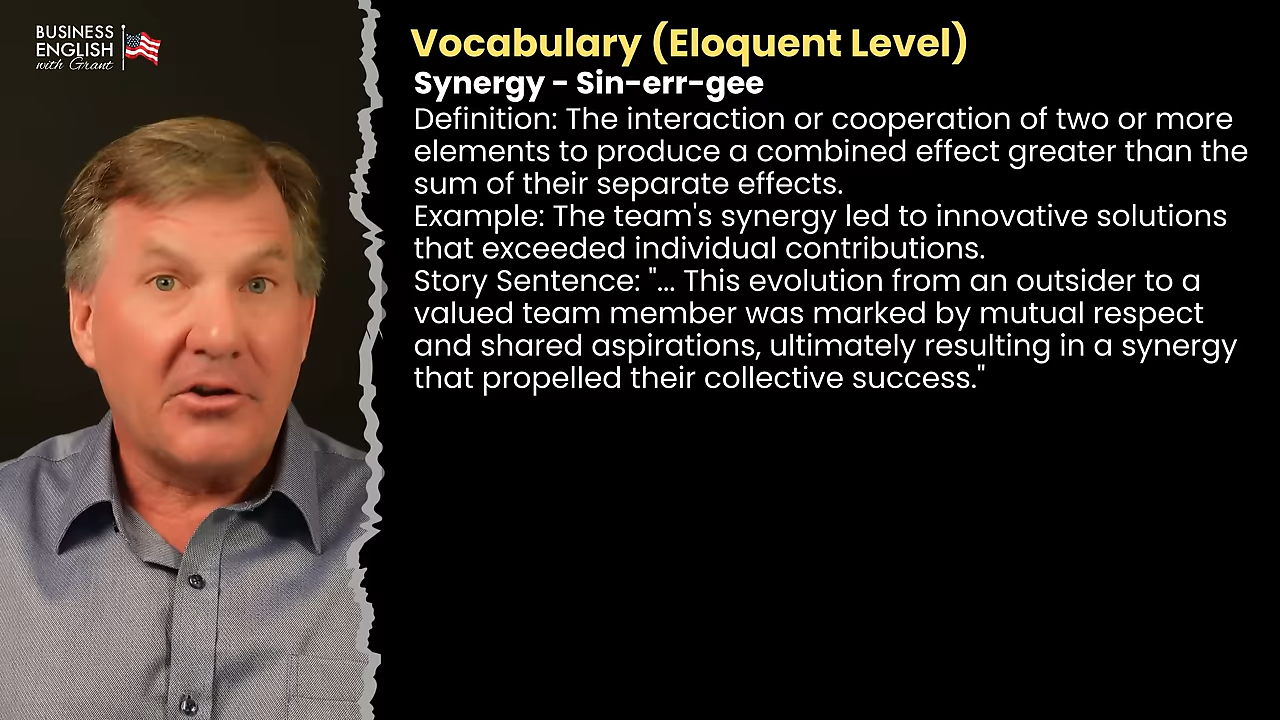 BUSINESS
ENGLISH
with Grant
Vocabulary (Eloquent Level)
Synergy - Sin-err-gee
Definition: The interaction or cooperation of two or more
elements to produce a combined effect greater than the
sum of their separate effects.
Example: The team's synergy led to innovative solutions
that exceeded individual contributions.
Story Sentence: "... This evolution from an outsider to a
valued team member was marked by mutual respect
and shared aspirations, ultimately resulting in a synergy
that propelled their collective success."